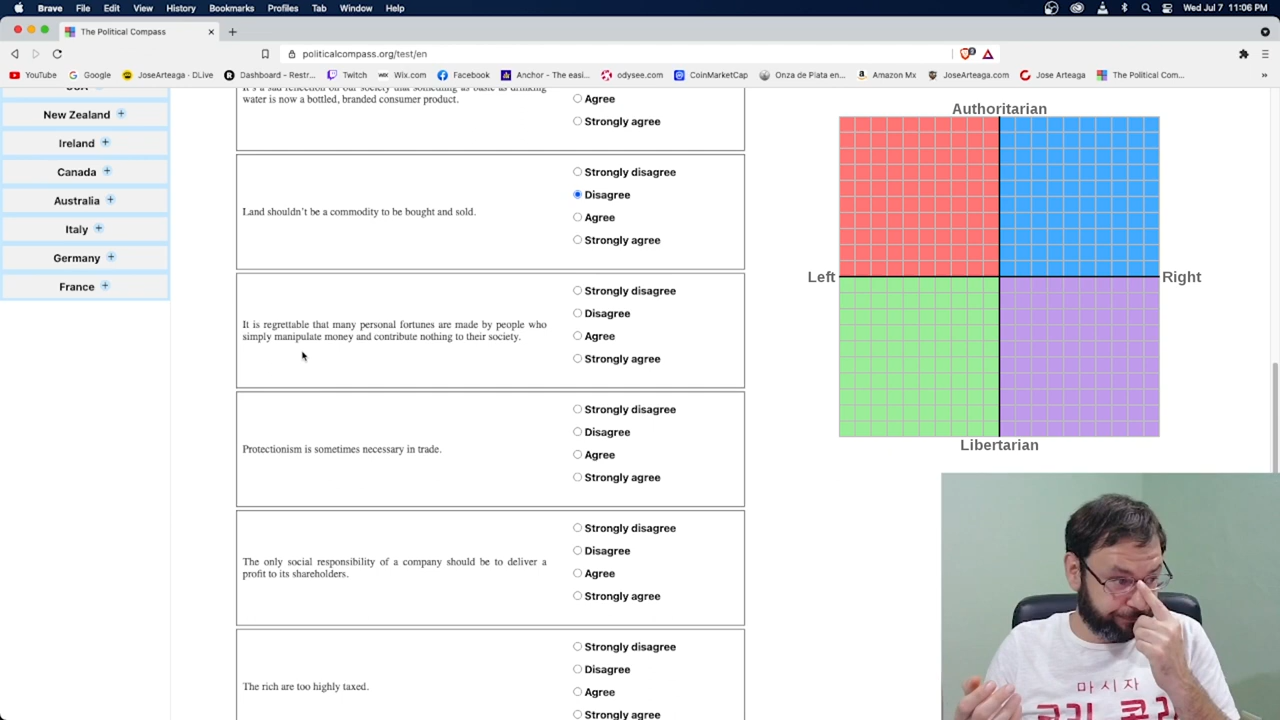 Brave File Edit View History Bookmarks Profiles Tab Window Help
Wed Jul 7 11:06 PM
The Political Compass
politicalcompass.org/test/en
YouTube Google JoseArteaga - DLive Dashboard - Restr... Twitch Wix.com Facebook Anchor - The easi... odysee.com CoinMarketCap Onza de Plata en... Amazon Mx JoseArteaga.com Jose Arteaga The Political Com...
New Zealand +
Ireland +
Canada +
Australia +
Italy +
Germany +
France +
water is now a bottled, branded consumer product.
Agree
Strongly agree
Land shouldn't be a commodity to be bought and sold.
Strongly disagree
Disagree
Agree
Strongly agree
It is regrettable that many personal fortunes are made by people who
simply manipulate money and contribute nothing to their society.
Strongly disagree
Disagree
Agree
Strongly agree
Protectionism is sometimes necessary in trade.
Strongly disagree
Disagree
Agree
Strongly agree
The only social responsibility of a company should be to deliver a
profit to its shareholders.
Strongly disagree
Disagree
Agree
Strongly agree
The rich are too highly taxed.
Strongly disagree
Disagree
Agree
Strongly agree
Authoritarian
Left
Right
Libertarian
마시자